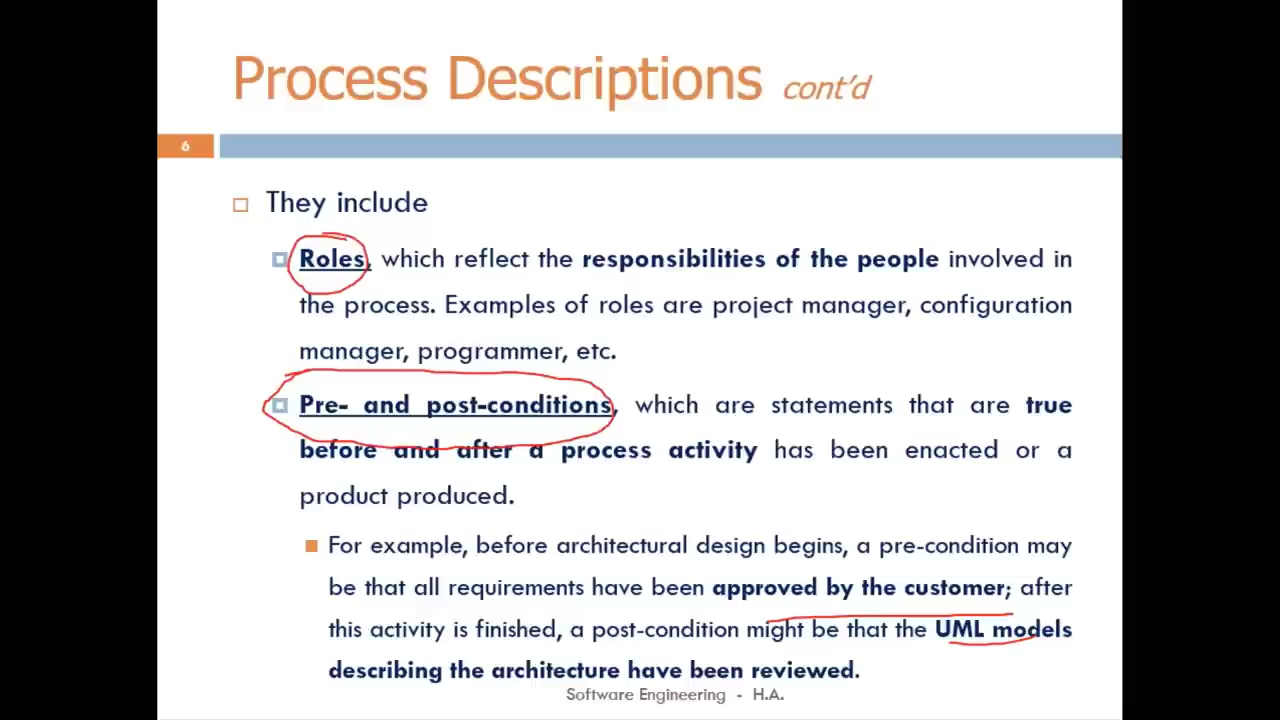 Process Descriptions cont'd
6
They include
Roles, which reflect the responsibilities of the people involved in
the process. Examples of roles are project manager, configuration
manager, programmer, etc.
Pre- and post-conditions, which are statements that are true
before and after a process activity has been enacted or a
product produced.
For example, before architectural design begins, a pre-condition may
be that all requirements have been approved by the customer; after
this activity is finished, a post-condition might be that the UML models
describing the architecture have been reviewed.
Software Engineering - H.A.